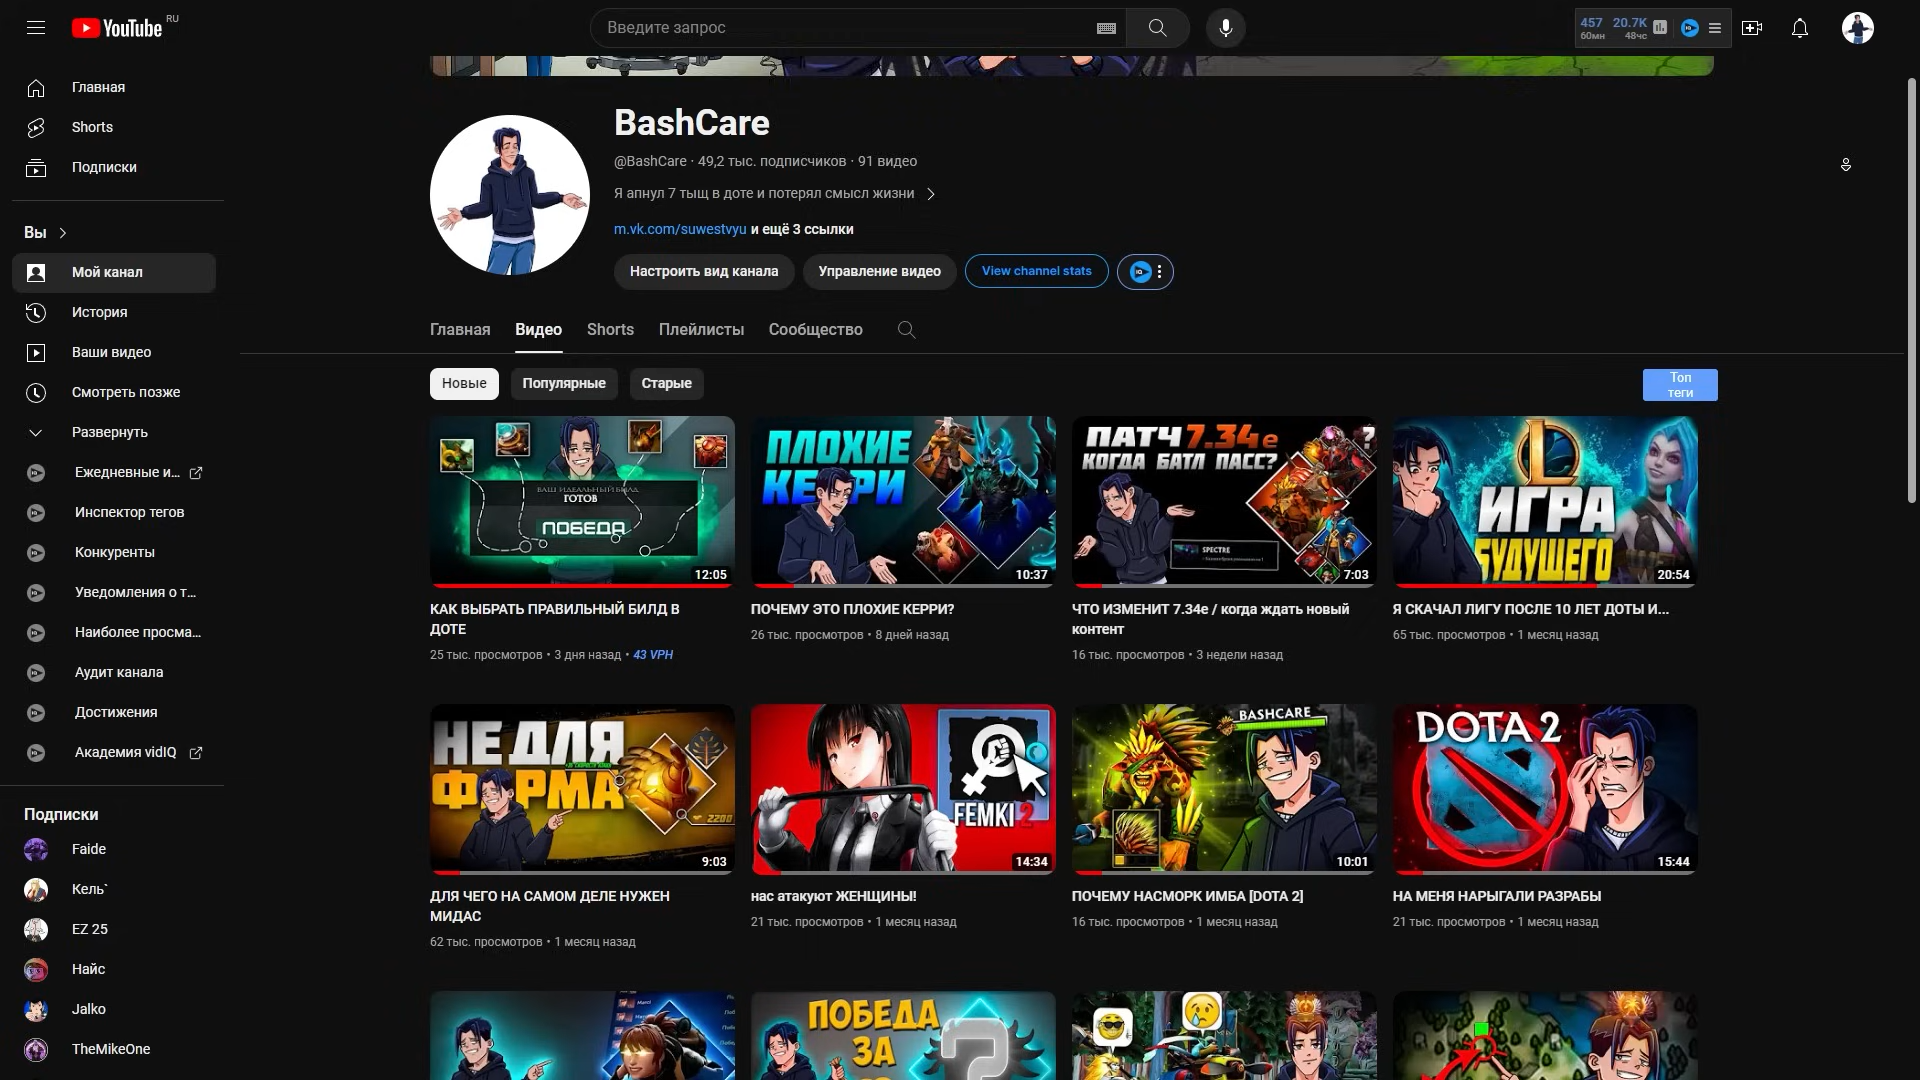 YouTube
RU
Введите запрос
457
60мн
20.7K
48чс
Главная
Shorts
Подписки
Вы
Мой канал
История
Ваши видео
Смотреть позже
Развернуть
Ежедневные и...
Инспектор тегов
Конкуренты
Уведомления о т...
Наиболее просма...
Аудит канала
Достижения
Академия vidIQ
Подписки
Faide
Кель`
EZ 25
Найс
Jalko
TheMikeOne
BashCare
@BashCare · 49,2 тыс. подписчиков · 91 видео
Я апнул 7 тыщ в доте и потерял смысл жизни
m.vk.com/suwestvyu и ещё 3 ссылки
Настроить вид канала
Управление видео
View channel stats
Главная
Видео
Shorts
Плейлисты
Сообщество
Новые
Популярные
Старые
Топ
теги
ВАШ ИДЕАЛЬНЫЙ БИЛД
ГОТОВ
ПОБЕДА
12:05
КАК ВЫБРАТЬ ПРАВИЛЬНЫЙ БИЛД В
ДОТЕ
25 тыс. просмотров • 3 дня назад • 43 VPH
ПЛОХИЕ
КЕРРИ
10:37
ПОЧЕМУ ЭТО ПЛОХИЕ КЕРРИ?
26 тыс. просмотров • 8 дней назад
ПАТЧ 7.34е
КОГДА БАТЛ ПАСС?
?
SPECTRE
7:03
ЧТО ИЗМЕНИТ 7.34e / когда ждать новый
контент
16 тыс. просмотров • 3 недели назад
L
ИГРА
БУДУЩЕГО
20:54
Я СКАЧАЛ ЛИГУ ПОСЛЕ 10 ЛЕТ ДОТЫ И...
65 тыс. просмотров • 1 месяц назад
НЕ ДЛЯ
ФАРМА
2200
9:03
ДЛЯ ЧЕГО НА САМОМ ДЕЛЕ НУЖЕН
МИДАС
62 тыс. просмотров • 1 месяц назад
FEMKI 2
14:34
нас атакуют ЖЕНЩИНЫ!
21 тыс. просмотров • 1 месяц назад
BASHCARE
10:01
ПОЧЕМУ НАСМОРК ИМБА [DOTA 2]
16 тыс. просмотров • 1 месяц назад
DOTA 2
15:44
НА МЕНЯ НАРЫГАЛИ РАЗРАБЫ
21 тыс. просмотров • 1 месяц назад
ПОБЕДА
ЗА
?